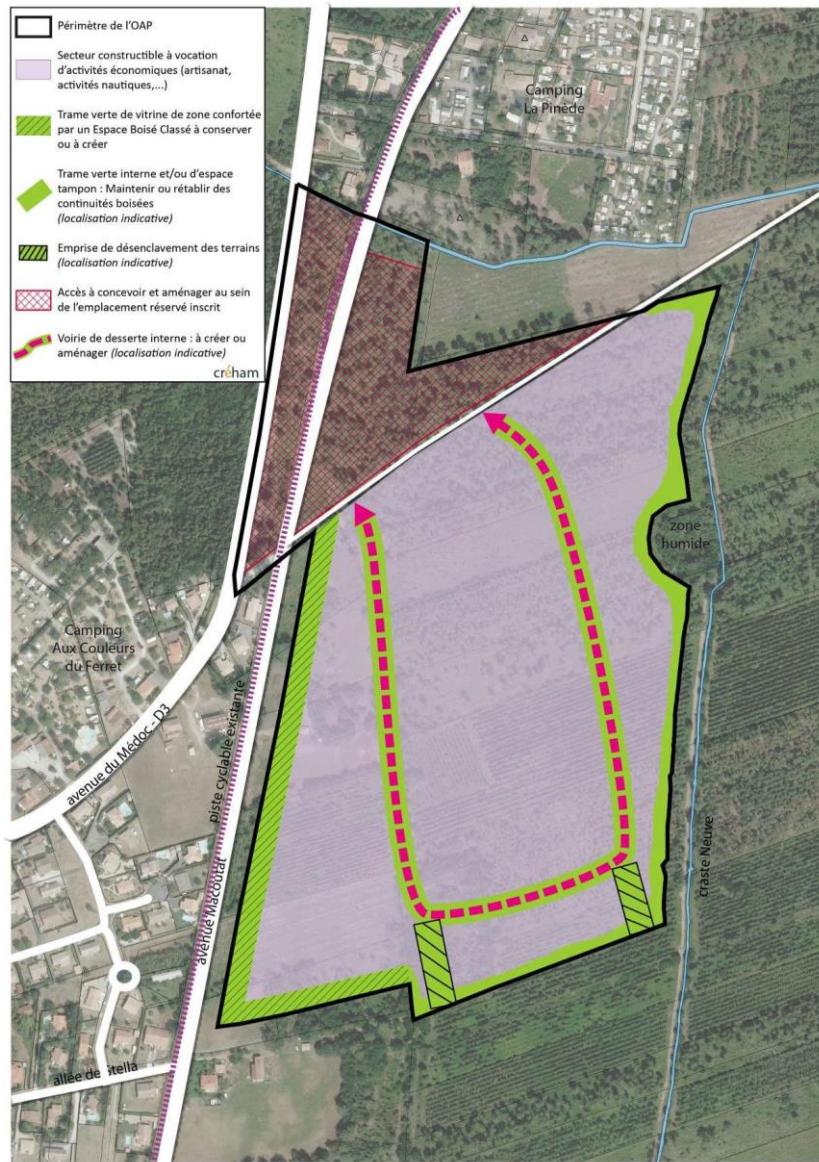 Périmètre de l'OAP
Secteur constructible à vocation
d'activités économiques (artisanat,
activités nautiques,...)
Trame verte de vitrine de zone confortée
par un Espace Boisé Classé à conserver
ou à créer
Trame verte interne et/ou d'espace
tampon : Maintenir ou rétablir des
continuités boisées
(localisation indicative)
Emprise de désenclavement des terrains
(localisation indicative)
Accès à concevoir et aménager au sein
de l'emplacement réservé inscrit
Voirie de desserte interne : à créer ou
aménager (localisation indicative)
créham
Camping
La Pinède
zone
humide
Camping
Aux Couleurs
du Ferret
avenue du Médoc - D3
piste cyclable existante
avenue Macoutat
craste Neuve
allée de Stella